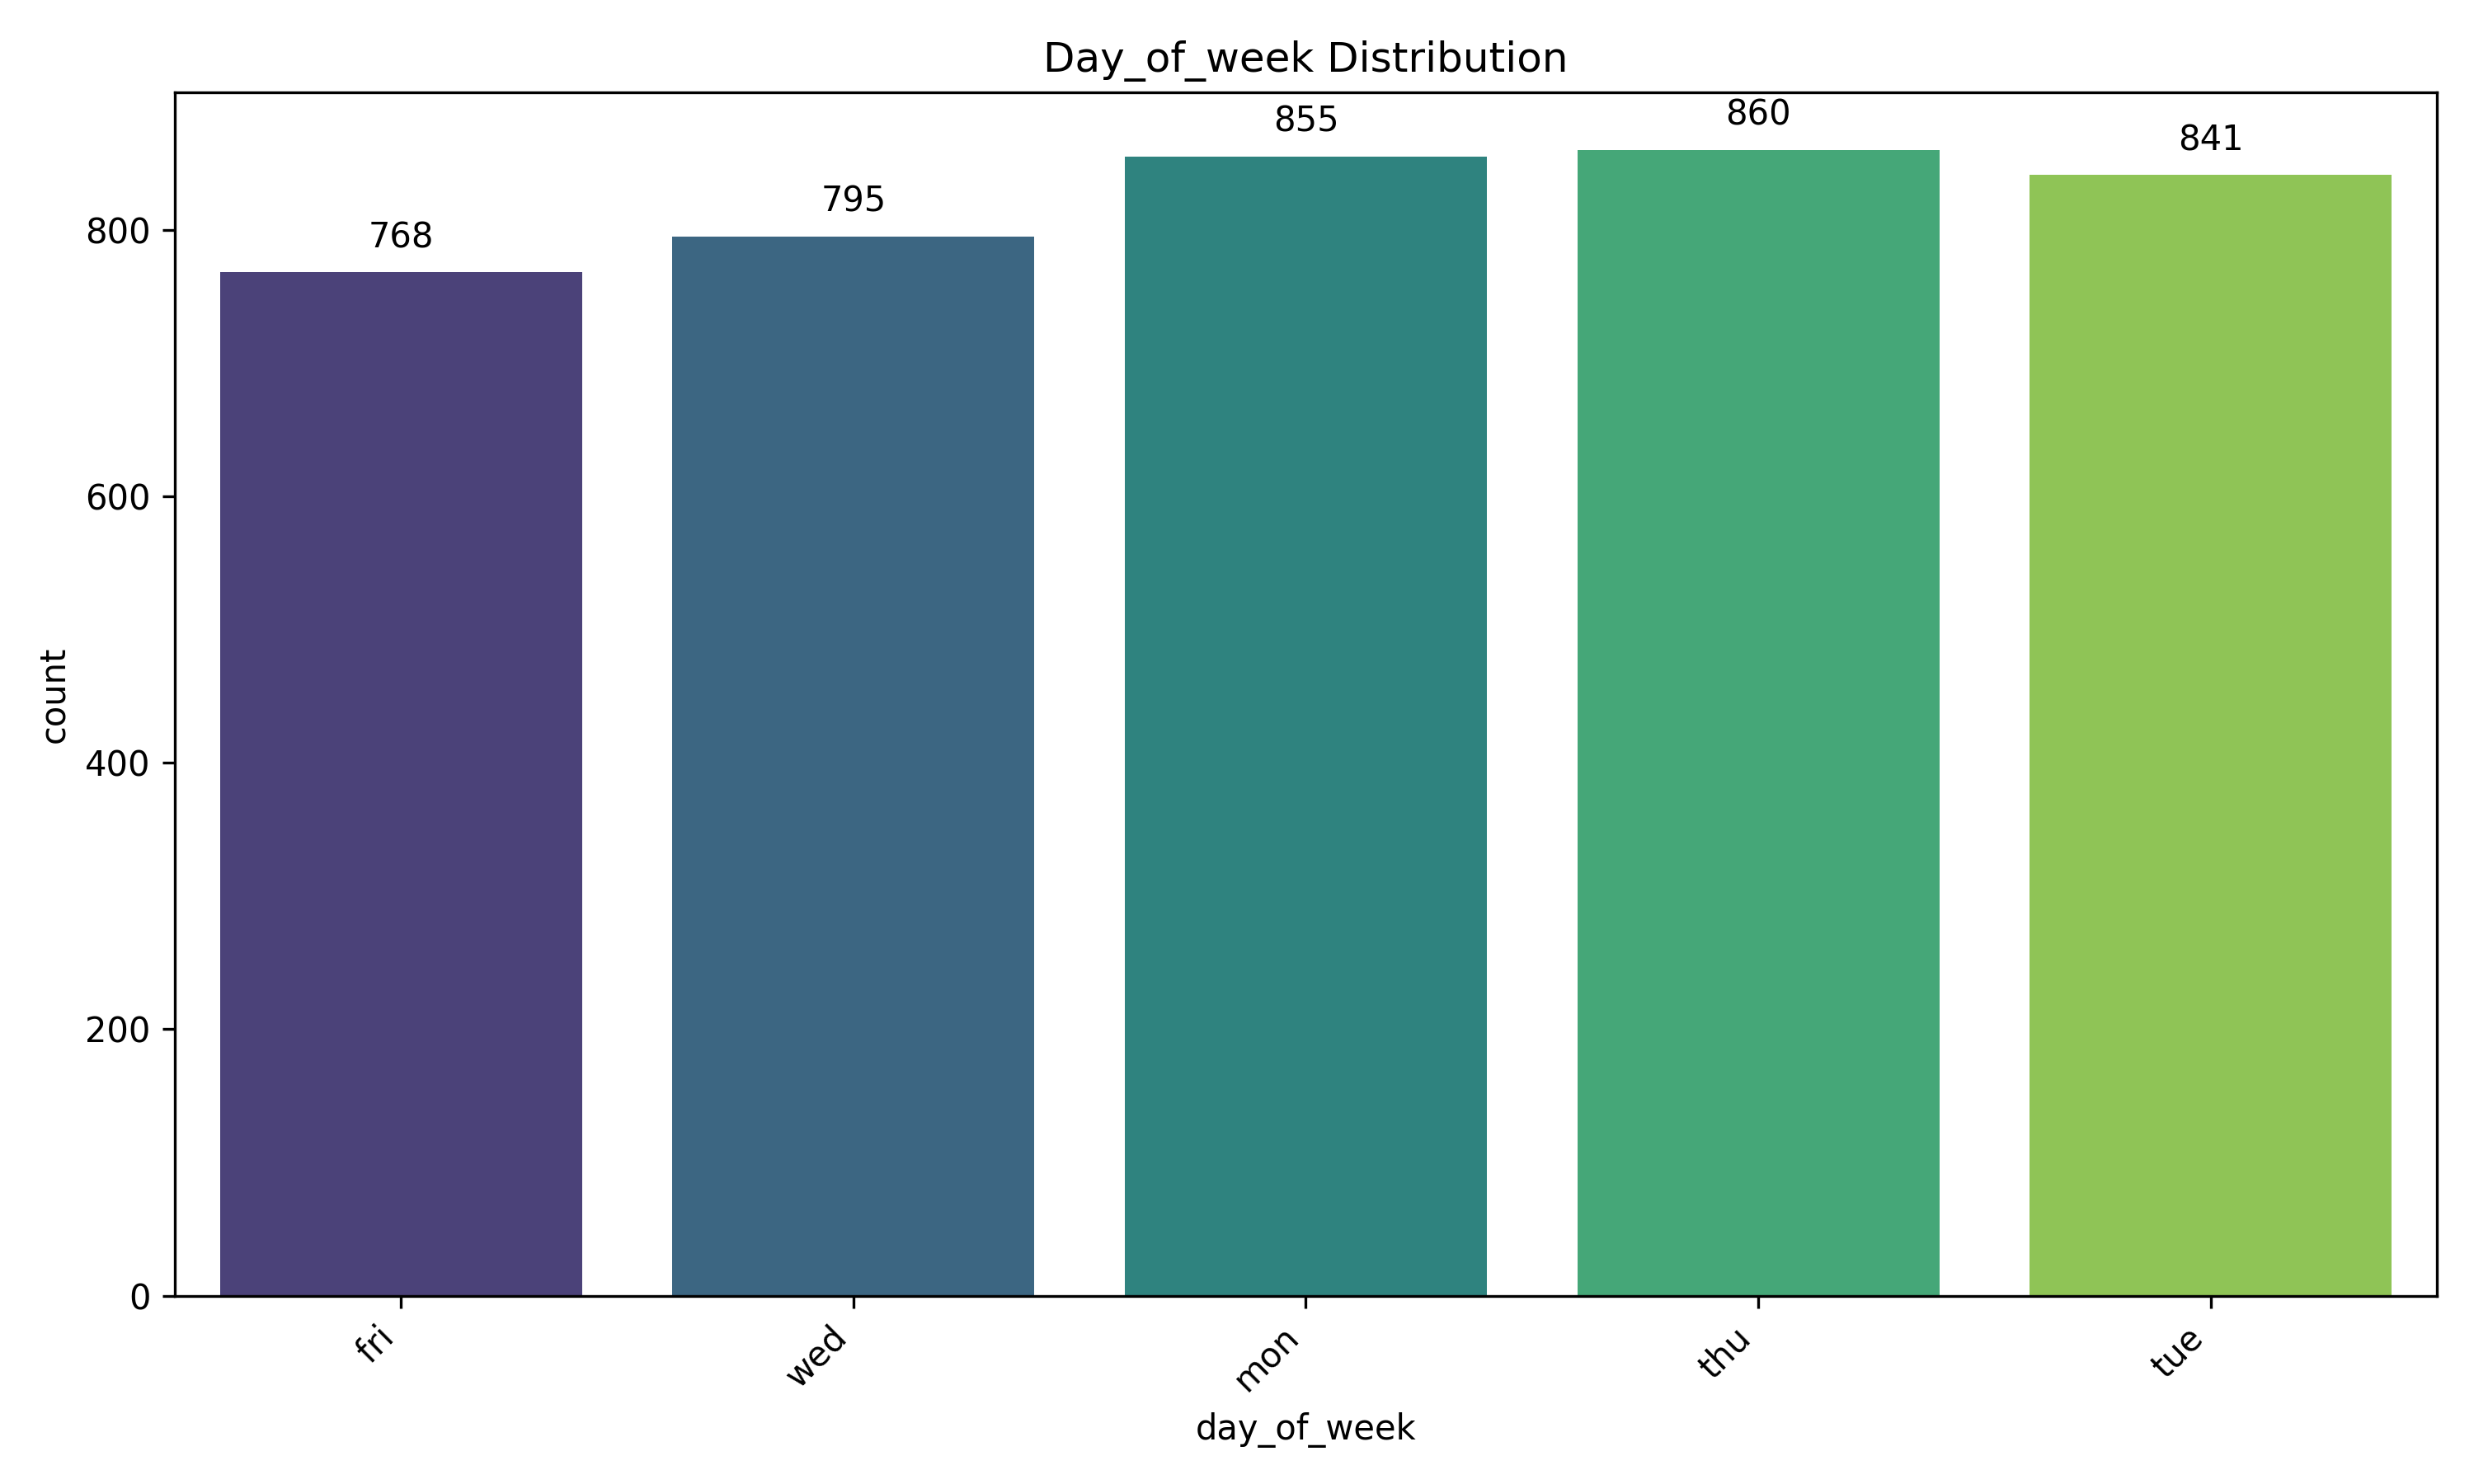 Day_of_week Distribution
768
795
855
860
841
800
600
400
200
0
count
fri
wed
mon
thu
tue
day_of_week